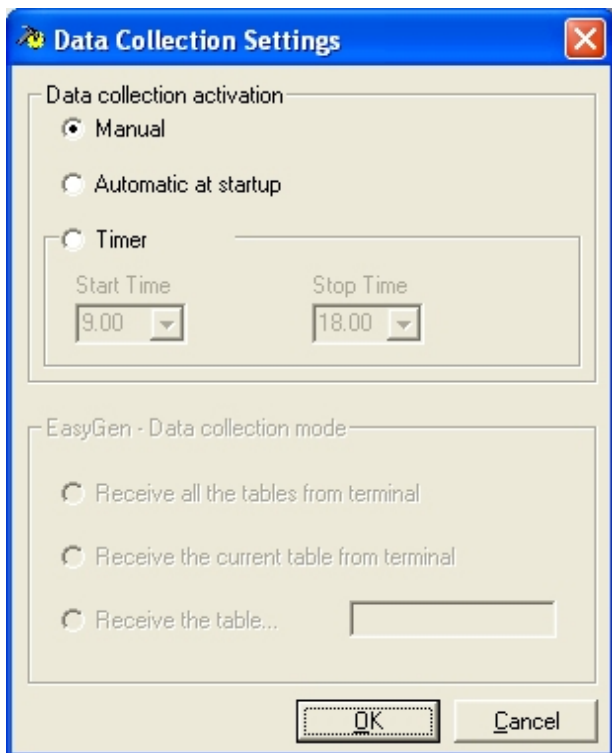 Data Collection Settings
Data collection activation
Manual
Automatic at startup
Timer
Start Time Stop Time
9.00 18.00
EasyGen - Data collection mode
Receive all the tables from terminal
Receive the current table from terminal
Receive the table...
OK Cancel